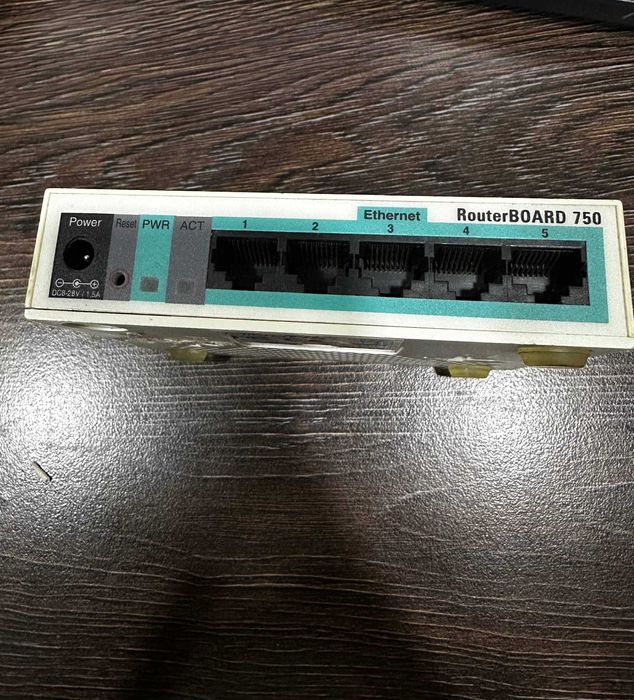 Power
Reset
PWR
ACT
Ethernet
RouterBOARD 750
1 2 3 4 5
DC8-28V / 1.5A